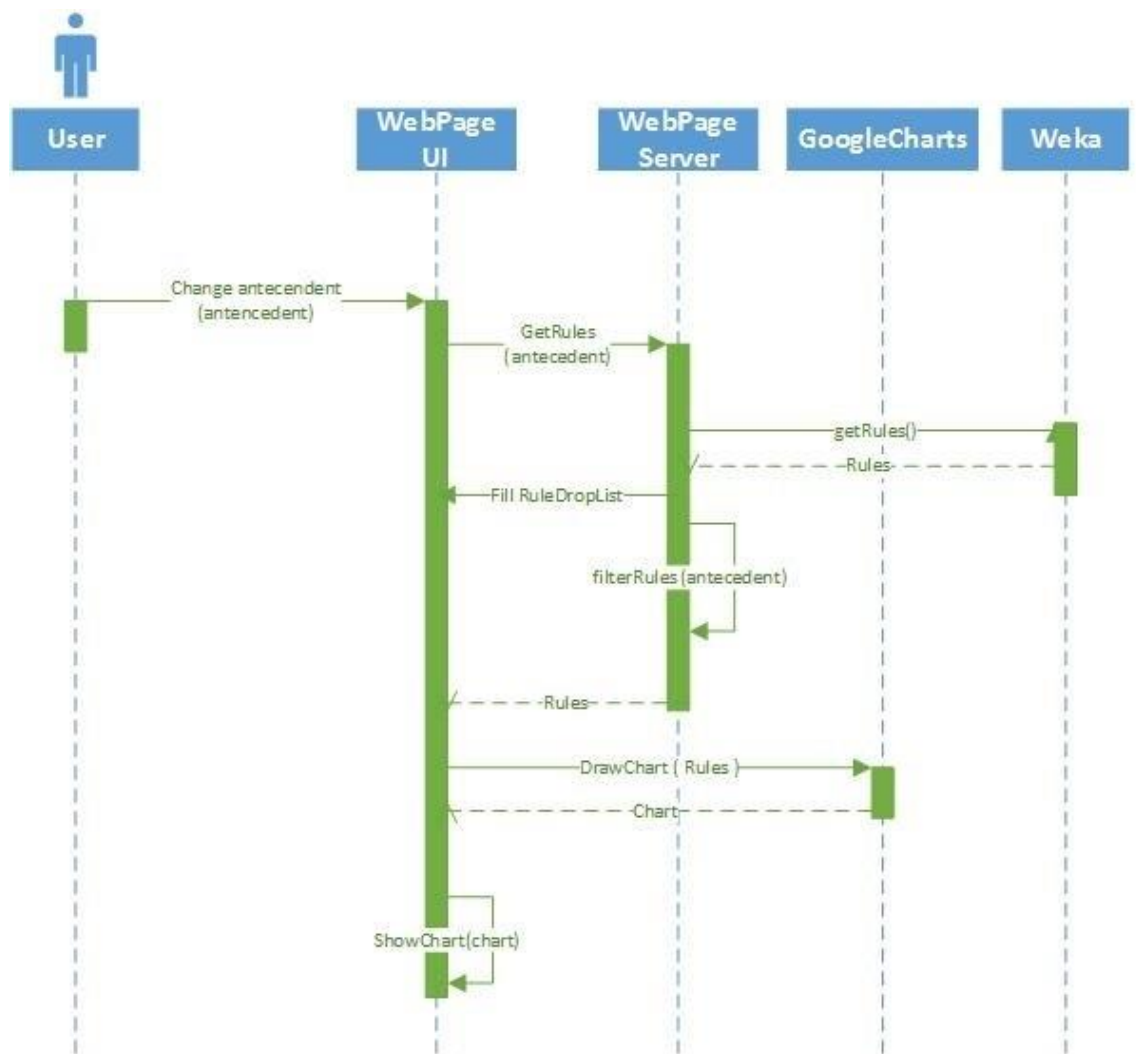 User
WebPage
UI
WebPage
Server
GoogleCharts
Weka
Change antecendent
(antencedent)
GetRules
(antecedent)
getRules()
Rules
Fill RuleDropList
filterRules(antecedent)
Rules
DrawChart ( Rules )
Chart
ShowChart(chart)